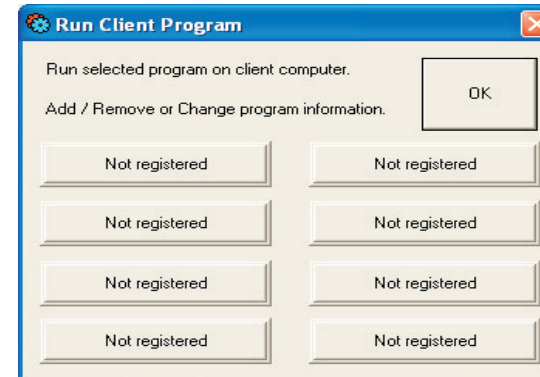 Run Client Program
Run selected program on client computer.
OK
Add / Remove or Change program information.
Not registered Not registered
Not registered Not registered
Not registered Not registered
Not registered Not registered